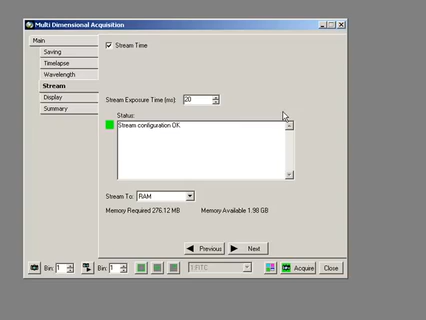 Multi Dimensional Acquisition
Main
Saving
Timelapse
Wavelength
Stream
Display
Summary
Stream Time
Stream Exposure Time (ms): 20
Status:
Stream configuration OK
Stream To: RAM
Memory Required 276.12 MB Memory Available 1.98 GB
Previous Next
Bin: 1 Bin: 1 1:FITC Acquire Close